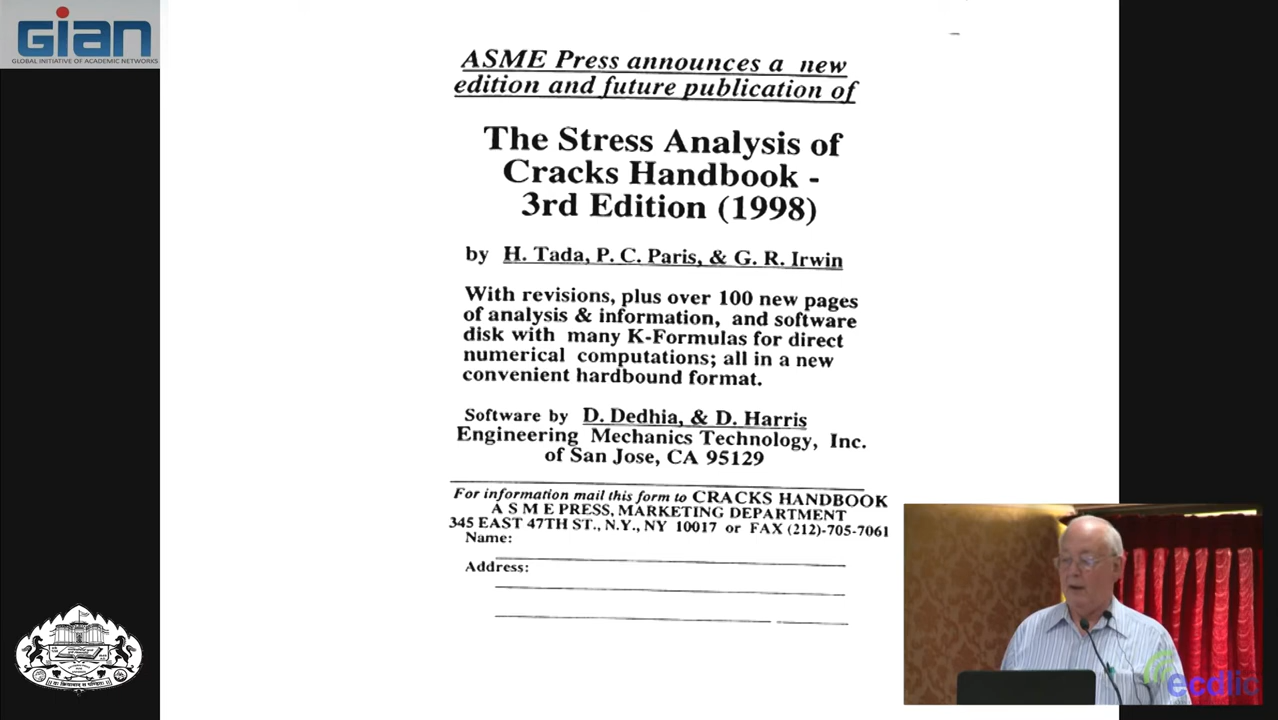 GIAN
GLOBAL INITIATIVE OF ACADEMIC NETWORKS
ASME Press announces a new
edition and future publication of
The Stress Analysis of
Cracks Handbook -
3rd Edition (1998)
by H. Tada, P. C. Paris, & G. R. Irwin
With revisions, plus over 100 new pages
of analysis & information, and software
disk with many K-Formulas for direct
numerical computations; all in a new
convenient hardbound format.
Software by D. Dedhia, & D. Harris
Engineering Mechanics Technology, Inc.
of San Jose, CA 95129
For information mail this form to CRACKS HANDBOOK
A S M E PRESS, MARKETING DEPARTMENT
345 EAST 47TH ST., N.Y., NY 10017 or FAX (212)-705-7061
Name:
Address:
ecdlic